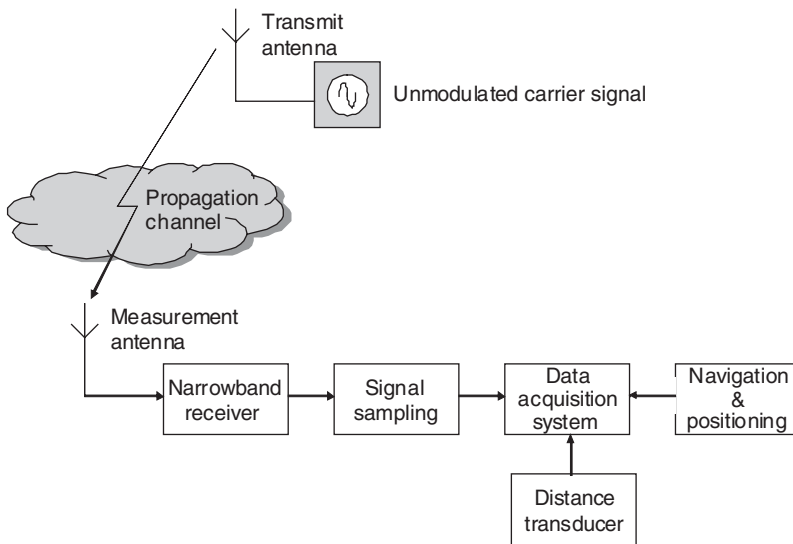 Transmit
antenna
Unmodulated carrier signal
Propagation
channel
Measurement
antenna
Narrowband
receiver
Signal
sampling
Data
acquisition
system
Navigation
&
positioning
Distance
transducer